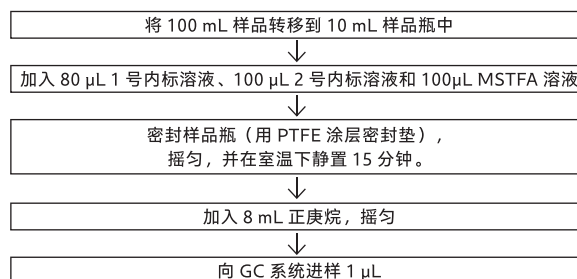 将 100 mL 样品转移到 10 mL 样品瓶中
加入 80 µL 1 号内标溶液、100 µL 2 号内标溶液和 100µL MSTFA 溶液
密封样品瓶（用 PTFE 涂层密封垫），
摇匀，并在室温下静置 15 分钟。
加入 8 mL 正庚烷，摇匀
向 GC 系统进样 1 µL